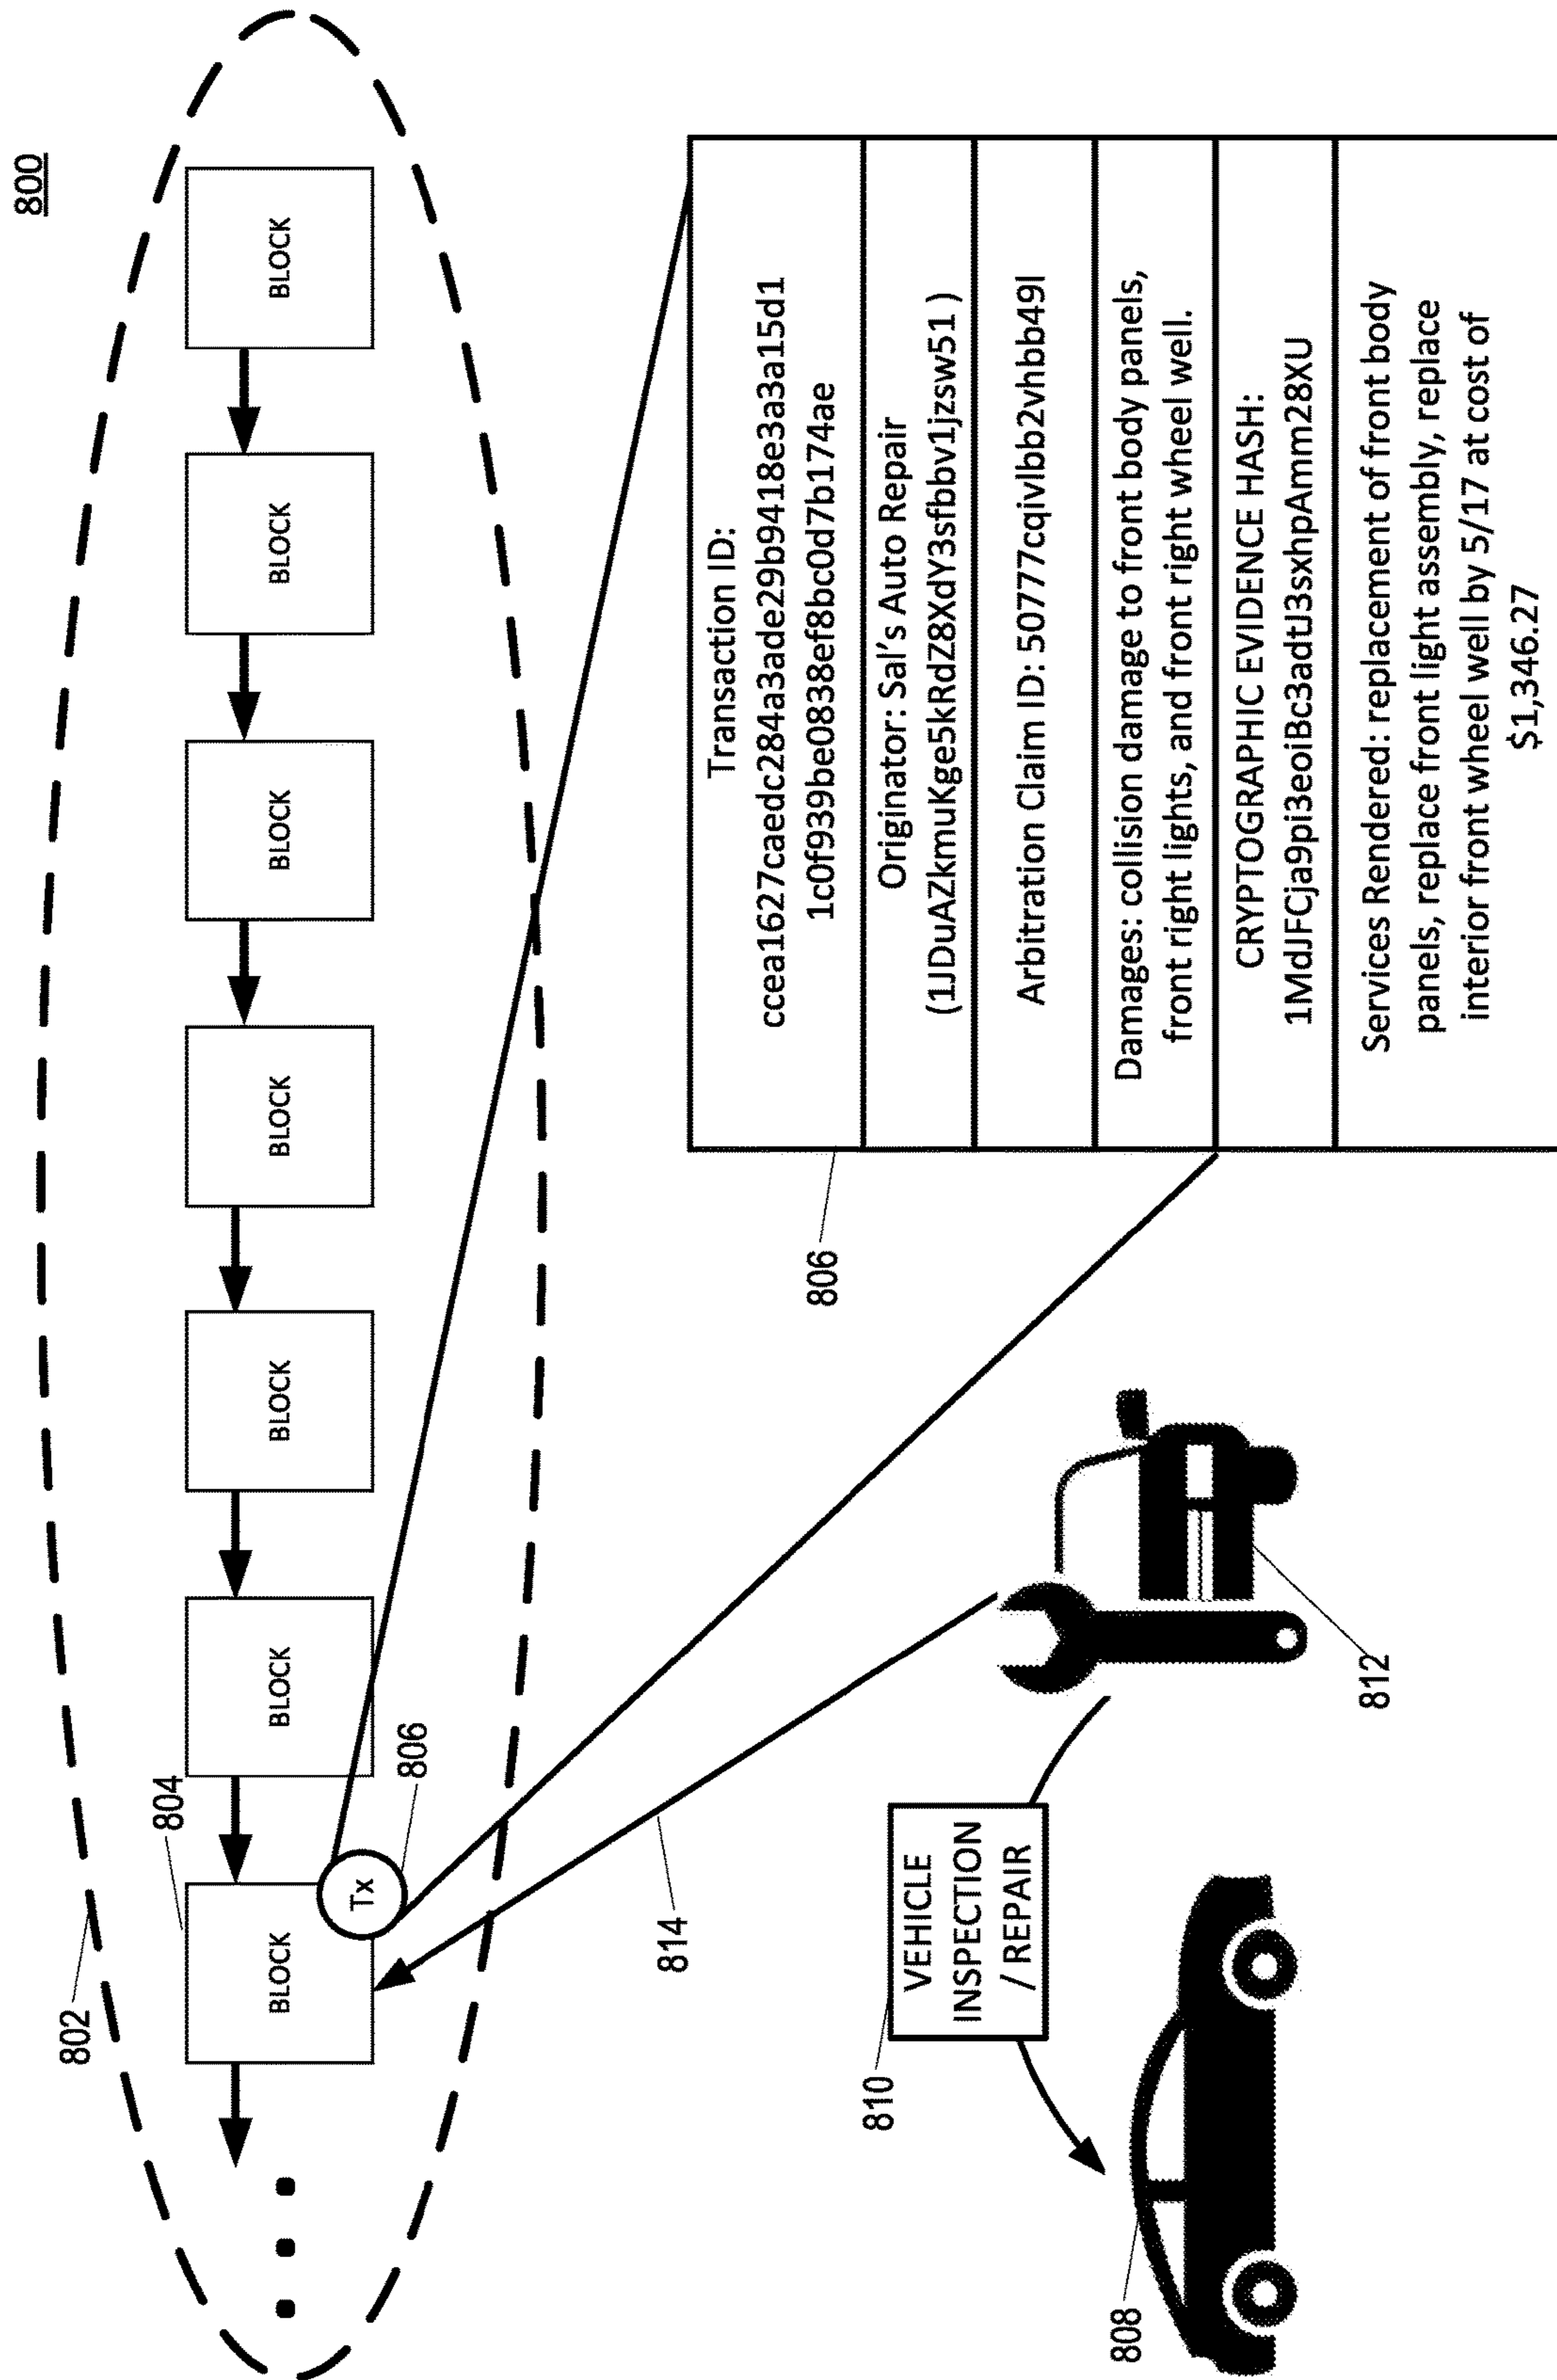 800
802
804
BLOCK
BLOCK
BLOCK
BLOCK
BLOCK
BLOCK
BLOCK
Tx
806
814
810
VEHICLE
INSPECTION
/ REPAIR
808
812
806
Transaction ID:
ccea1627caedc284a3ade29b9418e3a3a15d1
1c0f939be0838ef8bc0d7b174ae
Originator: Sal's Auto Repair
(1JDuAZkmuKge5kRdZ8XdY3sfbbv1jzsw51 )
Arbitration Claim ID: 50777cqivlbb2vhbb49l
Damages: collision damage to front body panels,
front right lights, and front right wheel well.
CRYPTOGRAPHIC EVIDENCE HASH:
1MdJFCja9pi3eoiBc3adtJ3sxhpAmm28XU
Services Rendered: replacement of front body
panels, replace front light assembly, replace
interior front wheel well by 5/17 at cost of
$1,346.27